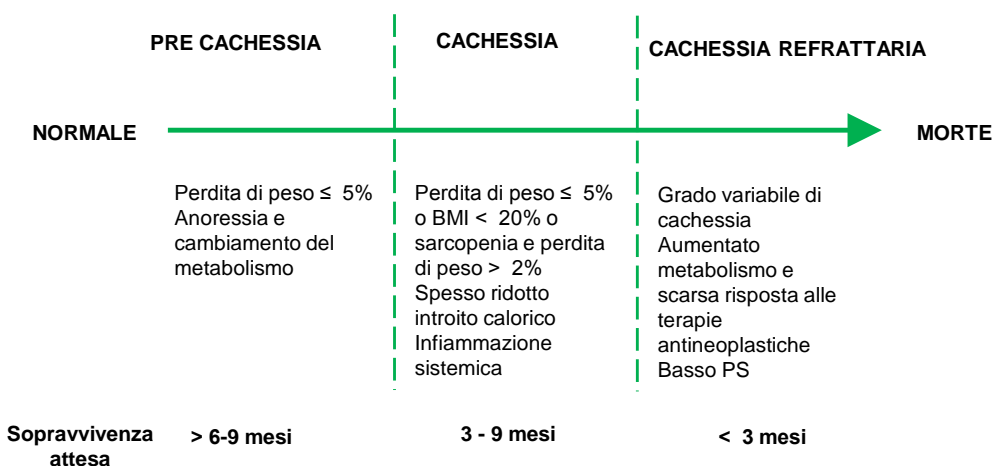 PRE CACHESSIA
CACHESSIA
CACHESSIA REFRATTARIA
NORMALE
MORTE
Perdita di peso ≤ 5%
Anoressia e
cambiamento del
metabolismo
Perdita di peso ≤ 5%
o BMI < 20% o
sarcopenia e perdita
di peso > 2%
Spesso ridotto
introito calorico
Infiammazione
sistemica
Grado variabile di
cachessia
Aumentato
metabolismo e
scarsa risposta alle
terapie
antineoplastiche
Basso PS
Sopravvivenza
attesa
> 6-9 mesi
3 - 9 mesi
< 3 mesi